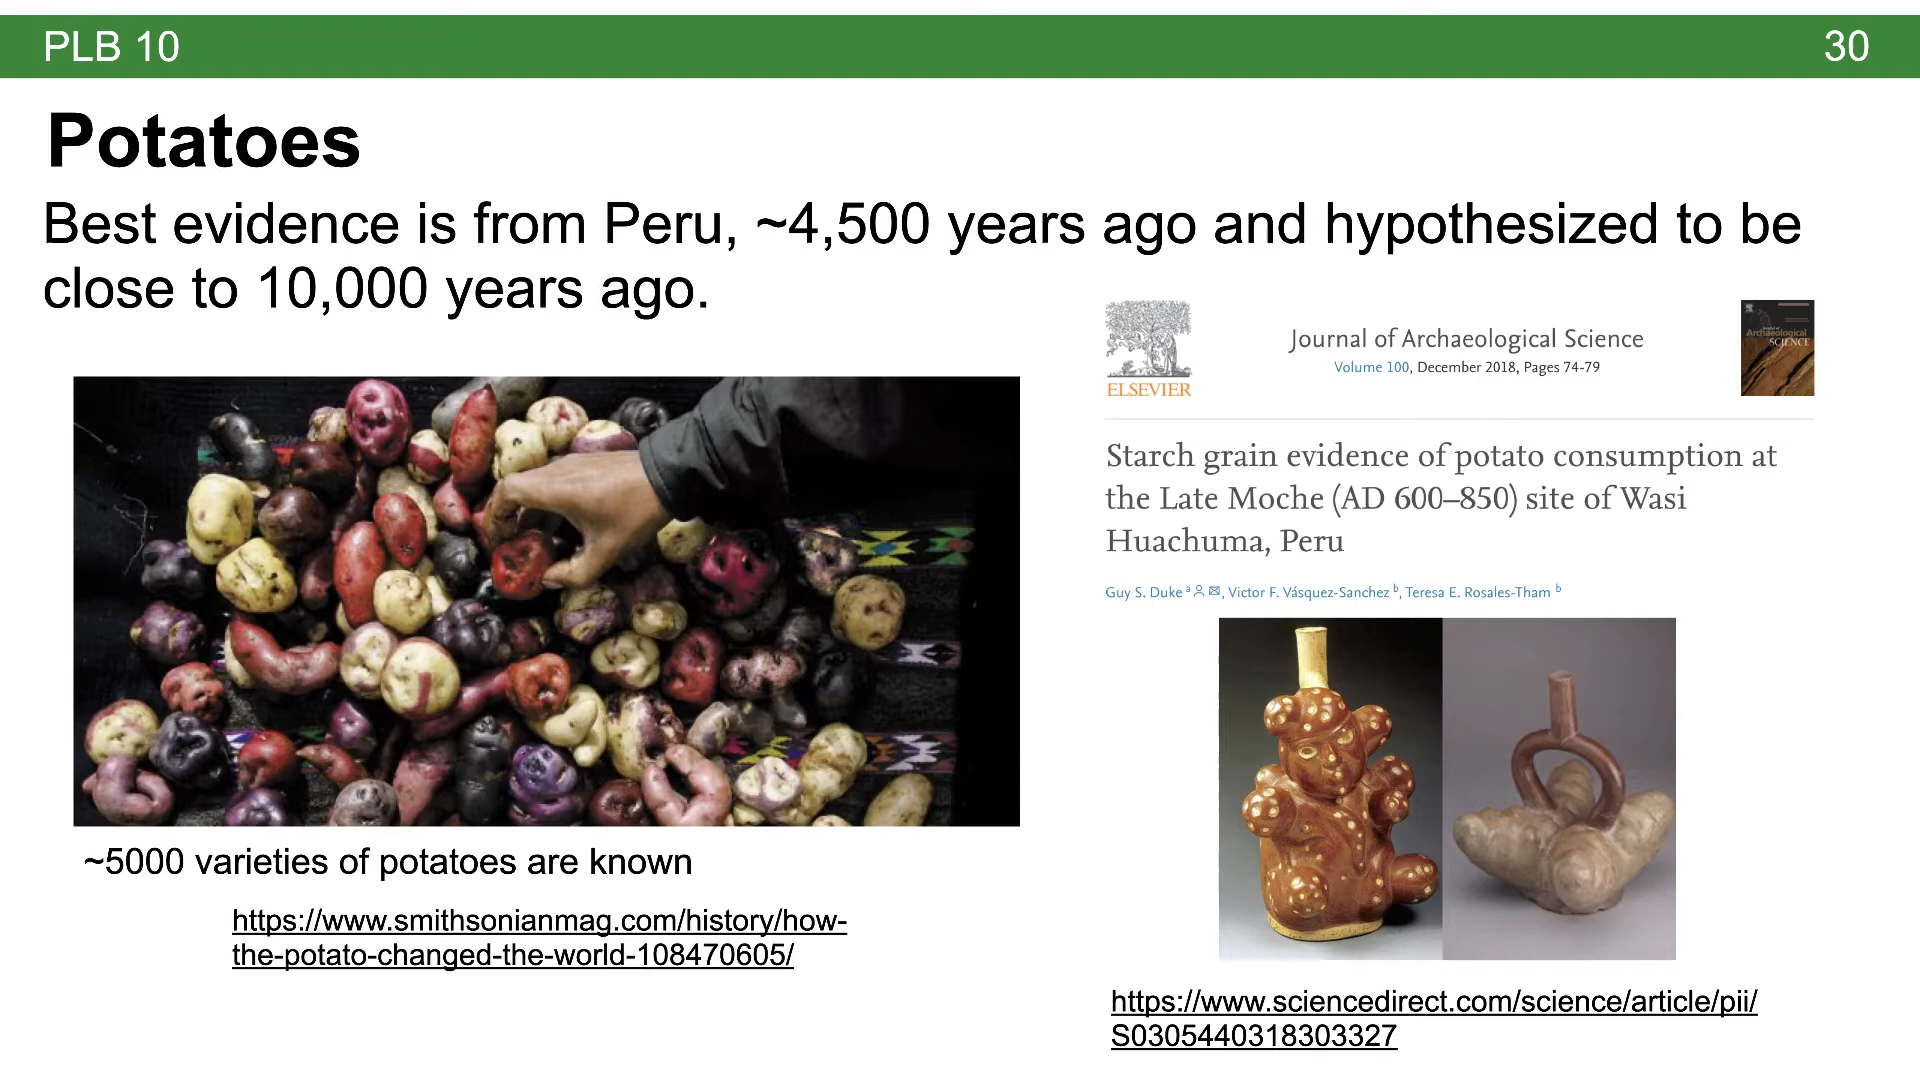 PLB 10
30
Potatoes
Best evidence is from Peru, ~4,500 years ago and hypothesized to be
close to 10,000 years ago.
ELSEVIER
Journal of Archaeological Science
Volume 100, December 2018, Pages 74-79
Archaeological
SCIENCE
Starch grain evidence of potato consumption at
the Late Moche (AD 600–850) site of Wasi
Huachuma, Peru
Guy S. Duke a, Victor F. Vásquez-Sanchez b, Teresa E. Rosales-Tham b
~5000 varieties of potatoes are known
https://www.smithsonianmag.com/history/how-
the-potato-changed-the-world-108470605/
https://www.sciencedirect.com/science/article/pii/
S0305440318303327